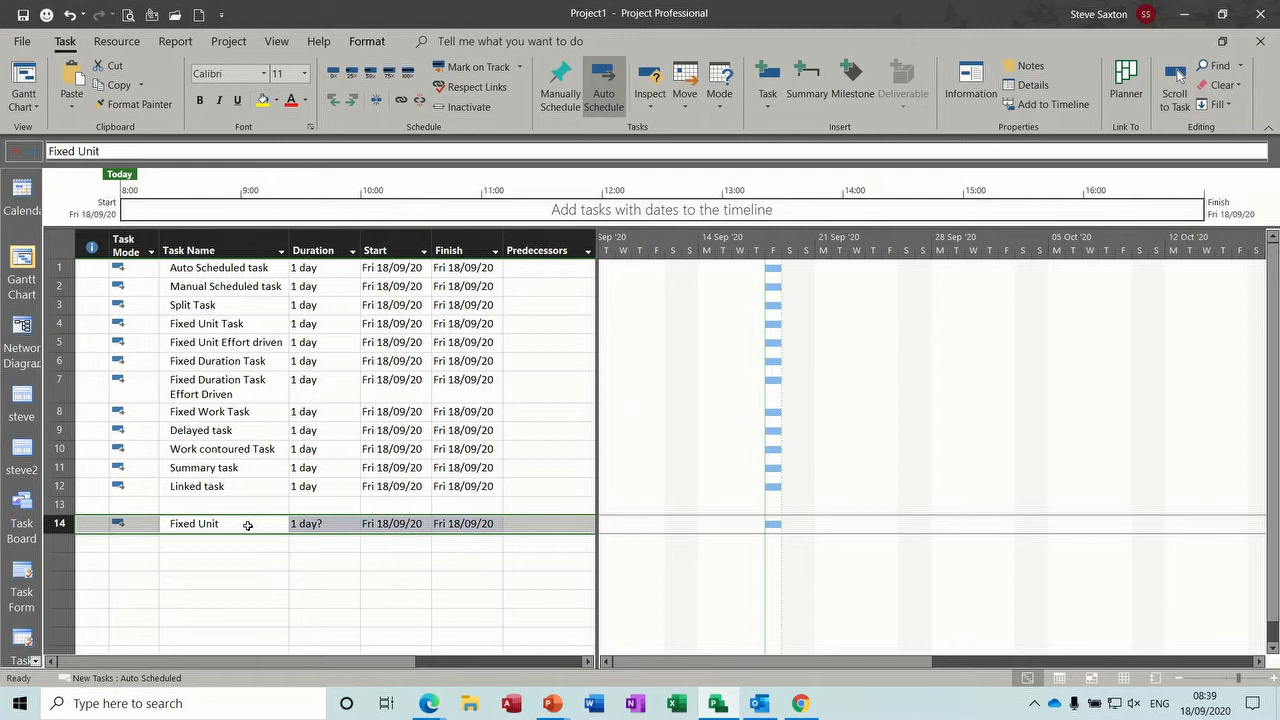 Project1 - Project Professional
Steve Saxton SS
File Task Resource Report Project View Help Format Tell me what you want to do
Gantt Chart
View
Paste
Cut
Copy
Format Painter
Clipboard
Calibri 11
B I U A
Font
0% 25% 50% 75% 100%
Mark on Track
Respect Links
Inactivate
Schedule
Manually Schedule
Auto Schedule
Inspect
Move
Mode
Tasks
Task
Summary
Milestone
Deliverable
Insert
Information
Notes
Details
Add to Timeline
Properties
Planner
Link To
Scroll to Task
Find
Clear
Fill
Editing
Fixed Unit
Today
8:00 9:00 10:00 11:00 12:00 13:00 14:00 15:00 16:00
Start
Fri 18/09/20
Add tasks with dates to the timeline
Finish
Fri 18/09/20
Calenda
Gantt Chart
Networ Diagrar
steve
steve2
Task Board
Task Form
Task
Task Mode Task Name Duration Start Finish Predecessors
Sep '20 14 Sep '20 21 Sep '20 28 Sep '20 05 Oct '20 12 Oct '20
T W T F S S M T W T F S S M T W T F S S M T W T F S S M T W T F S S M T W T F S
1 Auto Scheduled task 1 day Fri 18/09/20 Fri 18/09/20
2 Manual Scheduled task 1 day Fri 18/09/20 Fri 18/09/20
3 Split Task 1 day Fri 18/09/20 Fri 18/09/20
4 Fixed Unit Task 1 day Fri 18/09/20 Fri 18/09/20
5 Fixed Unit Effort driven 1 day Fri 18/09/20 Fri 18/09/20
6 Fixed Duration Task 1 day Fri 18/09/20 Fri 18/09/20
7 Fixed Duration Task 1 day Fri 18/09/20 Fri 18/09/20
Effort Driven
8 Fixed Work Task 1 day Fri 18/09/20 Fri 18/09/20
9 Delayed task 1 day Fri 18/09/20 Fri 18/09/20
10 Work contoured Task 1 day Fri 18/09/20 Fri 18/09/20
11 Summary task 1 day Fri 18/09/20 Fri 18/09/20
12 Linked task 1 day Fri 18/09/20 Fri 18/09/20
13
14 Fixed Unit 1 day? Fri 18/09/20 Fri 18/09/20
Ready New Tasks : Auto Scheduled
Type here to search
ENG
08:39
18/09/2020